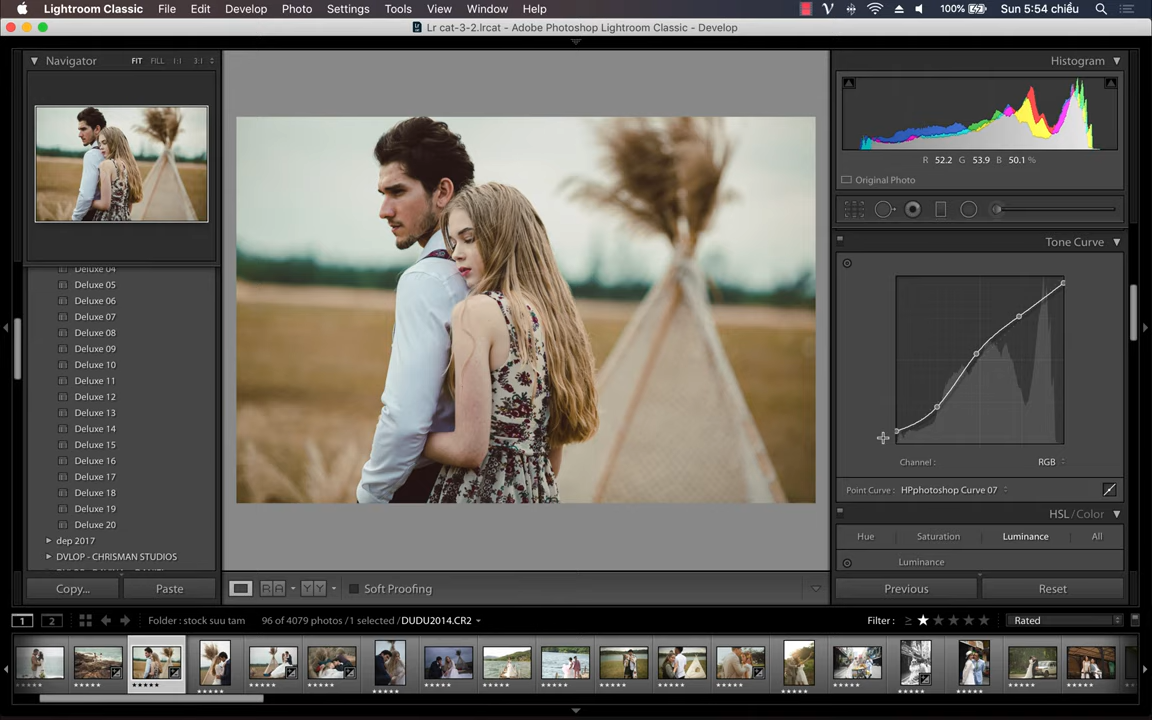 Lightroom Classic File Edit Develop Photo Settings Tools View Window Help 100% Sun 5:54 chiều
Lr cat-3-2.lrcat - Adobe Photoshop Lightroom Classic - Develop
Navigator FIT FILL 1:1 3:1
Histogram
R 52.2 G 53.9 B 50.1 %
Original Photo
Tone Curve
Deluxe 04
Deluxe 05
Deluxe 06
Deluxe 07
Deluxe 08
Deluxe 09
Deluxe 10
Deluxe 11
Deluxe 12
Deluxe 13
Deluxe 14
Deluxe 15
Deluxe 16
Deluxe 17
Deluxe 18
Deluxe 19
Deluxe 20
dep 2017
DVLOP - CHRISMAN STUDIOS
Channel : RGB
Point Curve : HPphotoshop Curve 07
HSL / Color
Hue Saturation Luminance All
Luminance
Copy... Paste
Soft Proofing
Previous Reset
1 2 Folder : stock suu tam 96 of 4079 photos /1 selected /DUDU2014.CR2 Filter : Rated